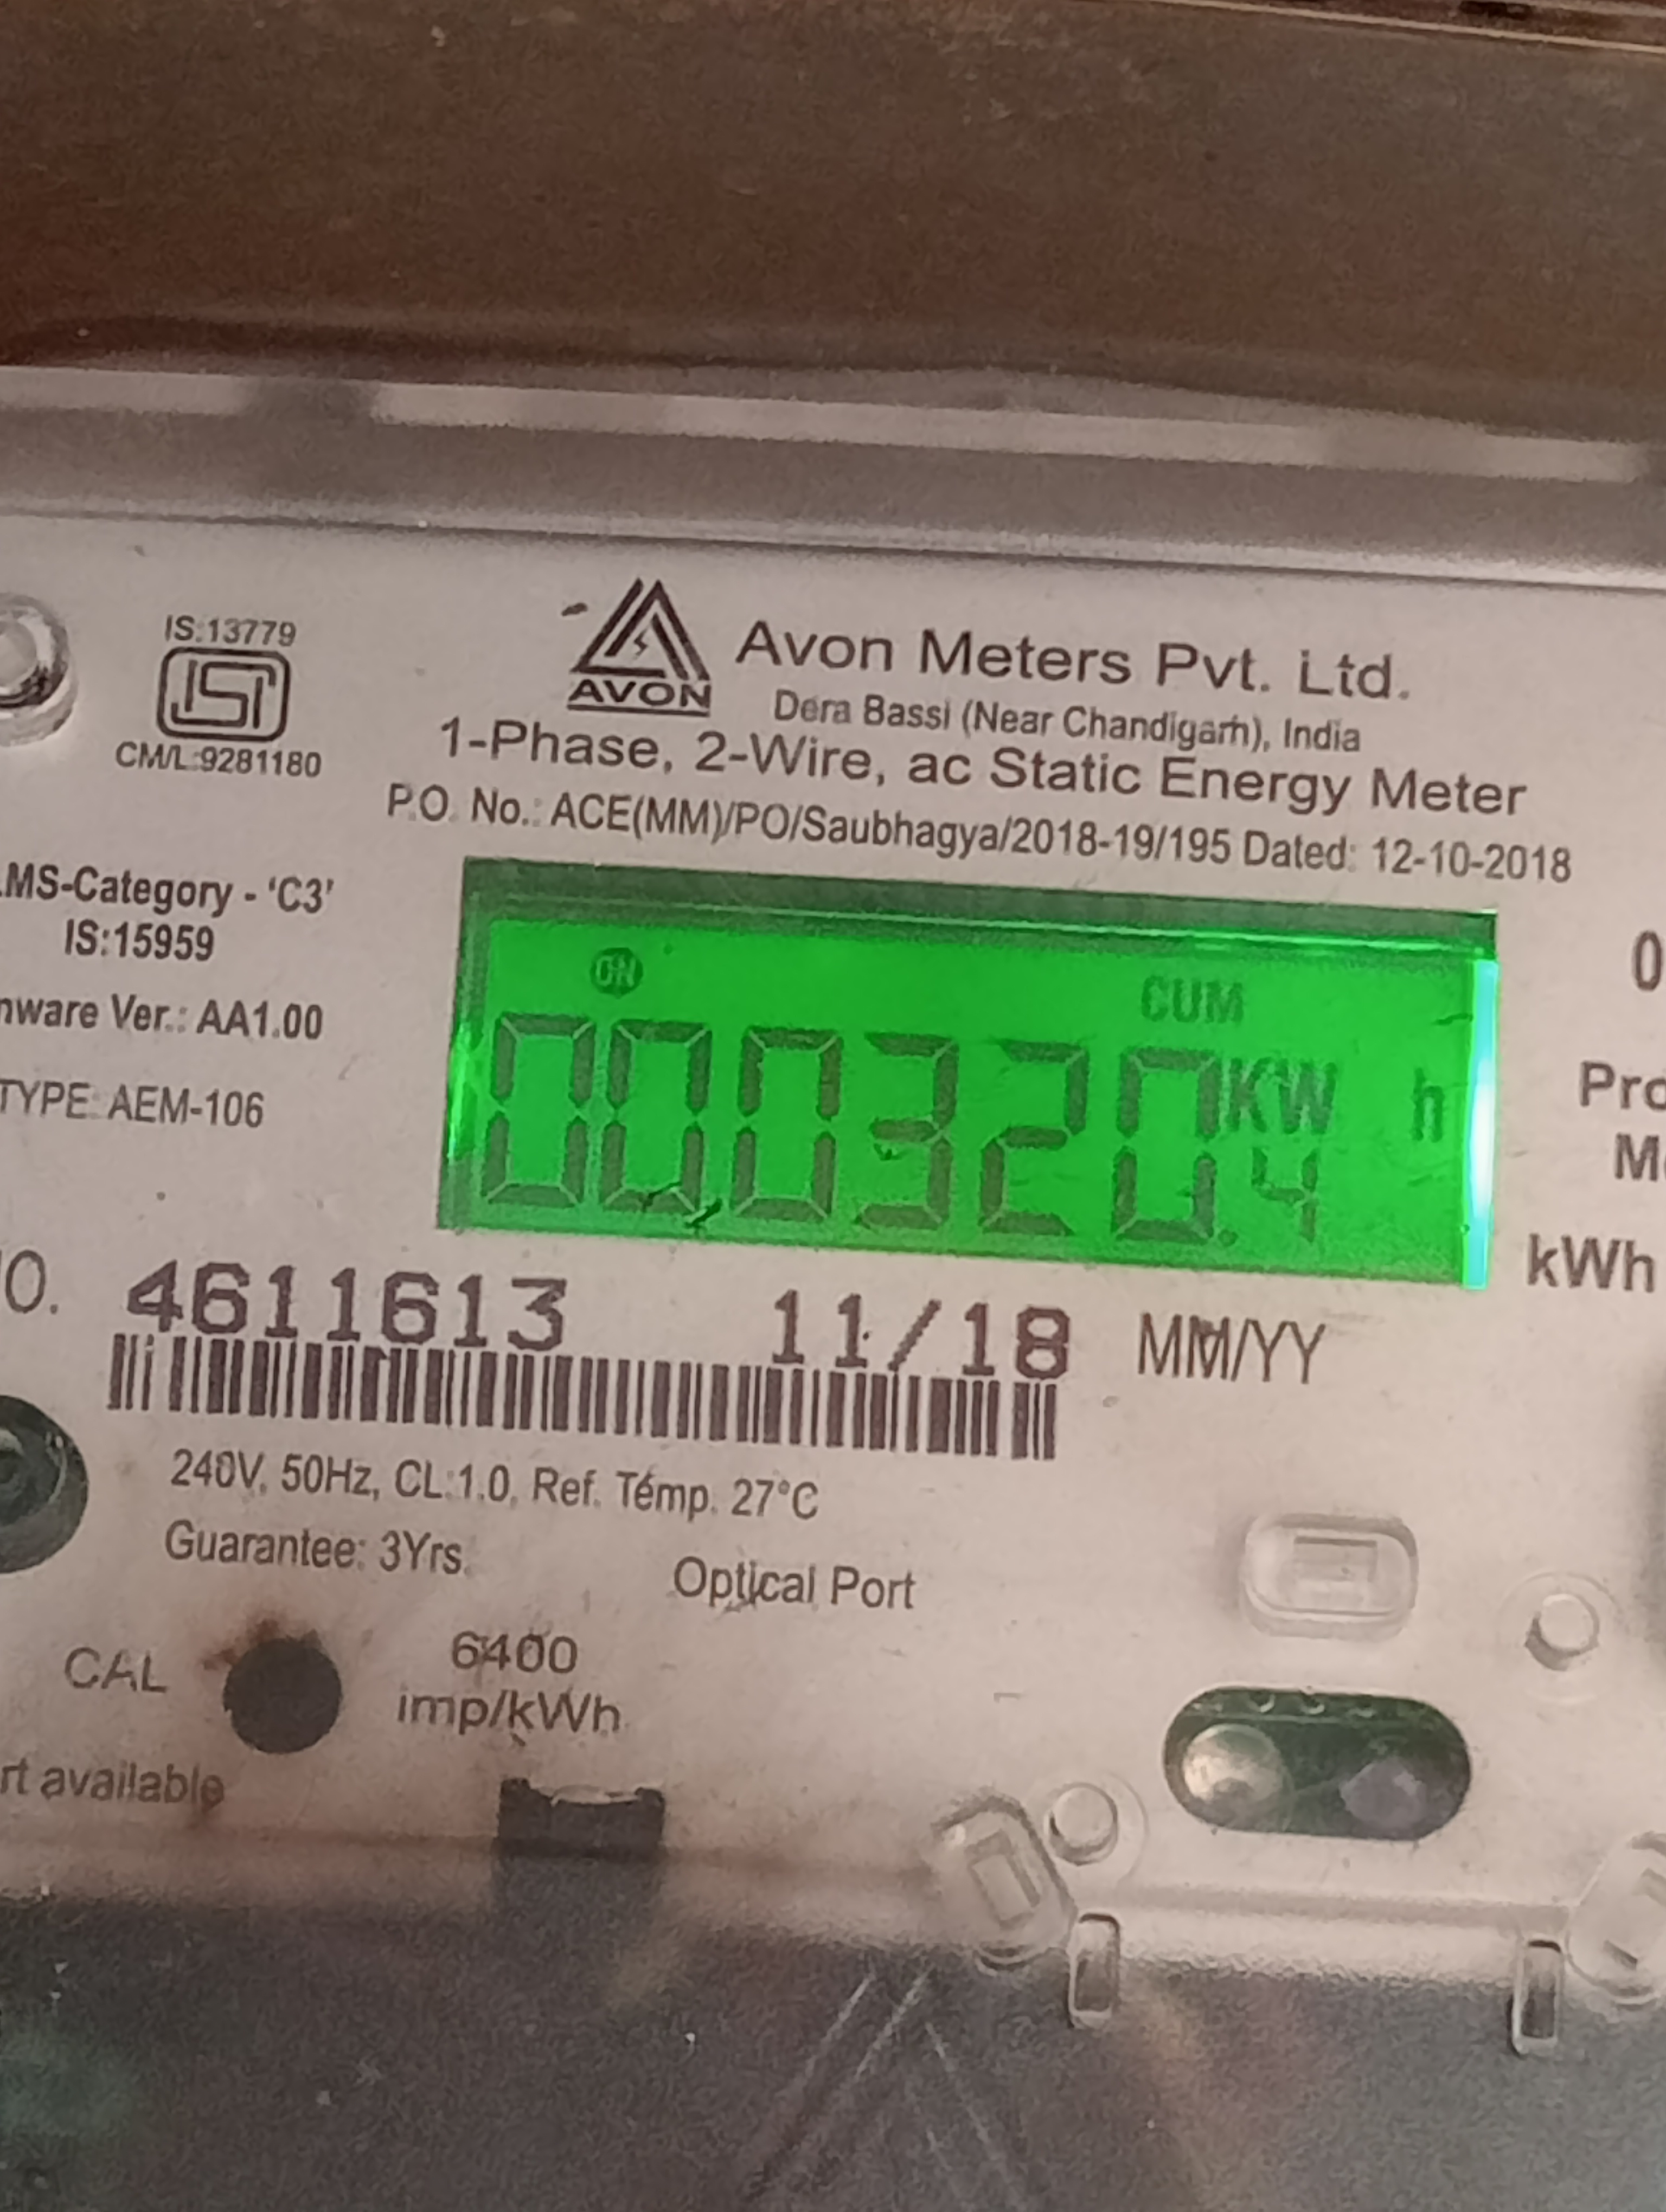 IS:13779
ISI
CM/L:9281180
AVON
Avon Meters Pvt. Ltd.
Dera Bassi (Near Chandigarh), India
1-Phase, 2-Wire, ac Static Energy Meter
P.O. No.: ACE(MM)/PO/Saubhagya/2018-19/195 Dated: 12-10-2018
MS-Category - ‘C3’
IS:15959
ware Ver.: AA1.00
TYPE: AEM-106
ON
CUM
000320.4 KW h
kWh
O. 4611613 11/18 MM/YY
240V, 50Hz, CL:1.0, Ref. Temp. 27°C
Guarantee: 3Yrs.
Optical Port
CAL
6400
imp/kWh
rt available